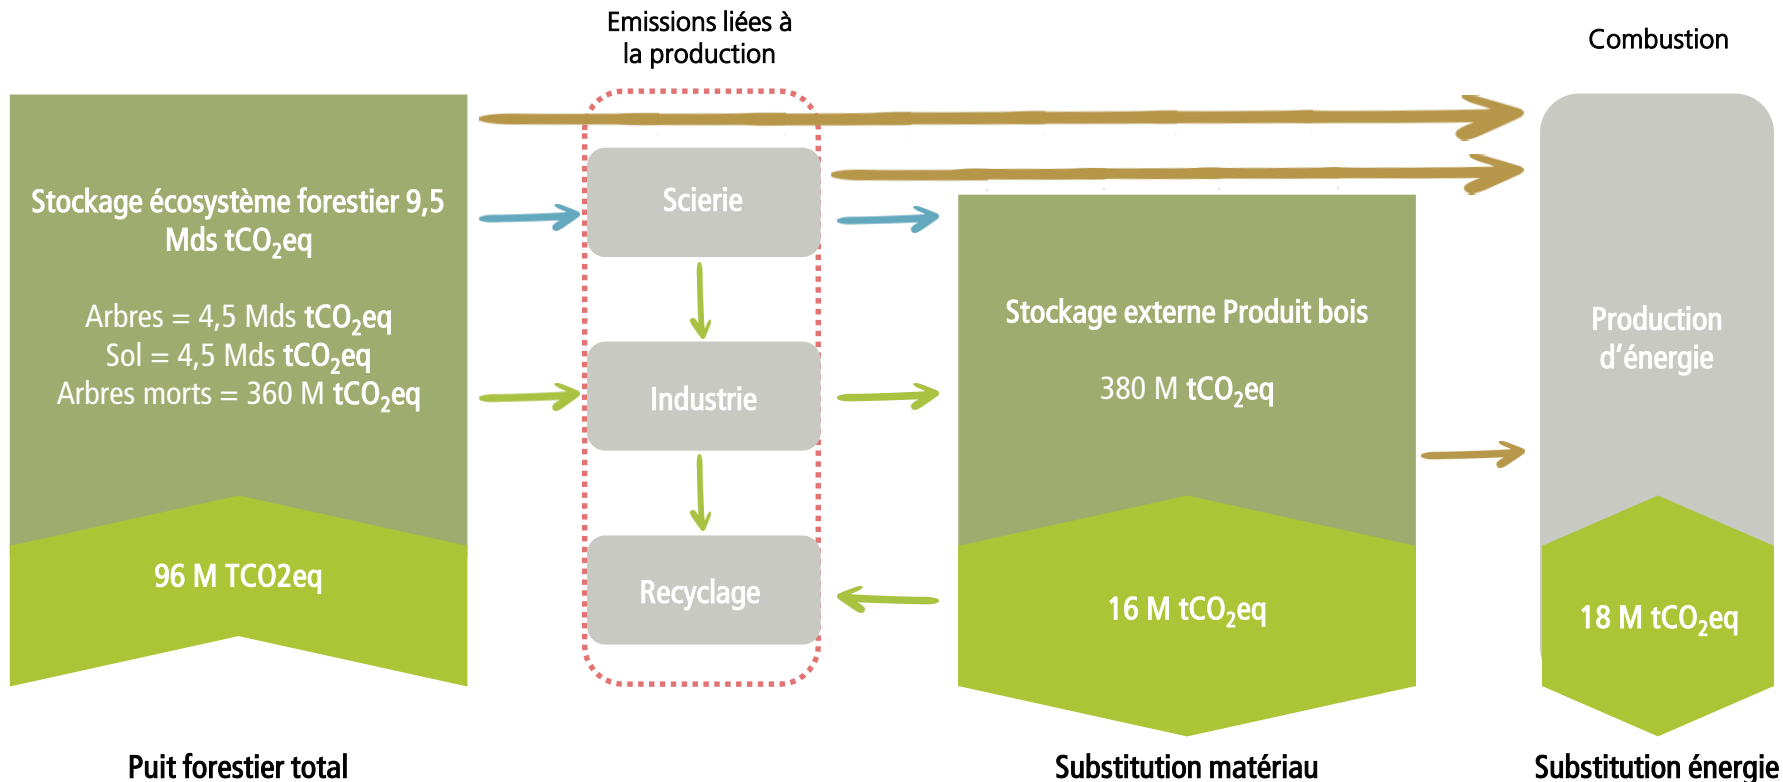 Emissions liées à
la production
Combustion
Stockage écosystème forestier 9,5
Mds tCO₂eq
Arbres = 4,5 Mds tCO₂eq
Sol = 4,5 Mds tCO₂eq
Arbres morts = 360 M tCO₂eq
96 M TCO2eq
Puit forestier total
Scierie
Industrie
Recyclage
Stockage externe Produit bois
380 M tCO₂eq
16 M tCO₂eq
Substitution matériau
Production
d'énergie
18 M tCO₂eq
Substitution énergie